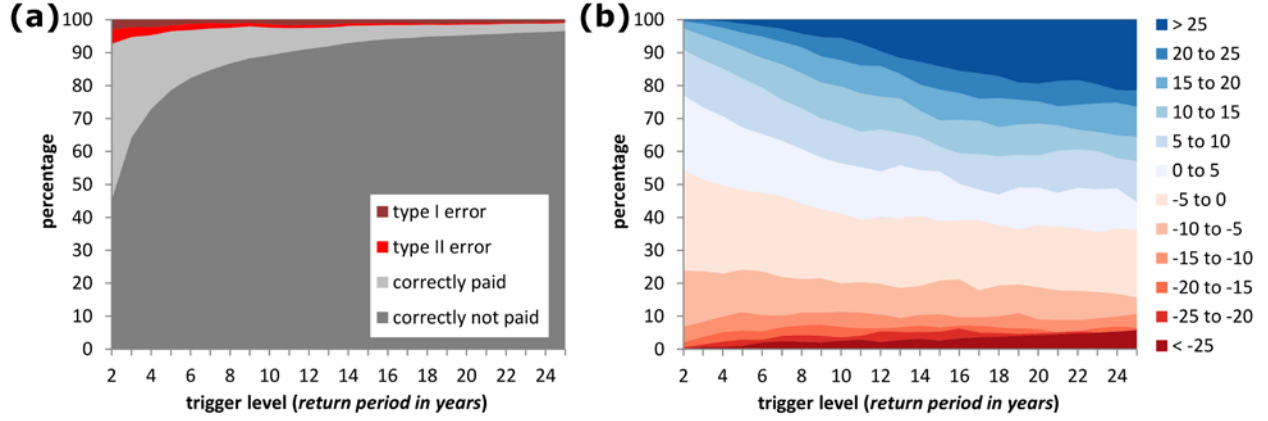 (a)
percentage
100
90
80
70
60
50
40
30
20
10
0
type I error
type II error
correctly paid
correctly not paid
2 4 6 8 10 12 14 16 18 20 22 24
trigger level (return period in years)
(b)
percentage
100
90
80
70
60
50
40
30
20
10
0
2 4 6 8 10 12 14 16 18 20 22 24
trigger level (return period in years)
> 25
20 to 25
15 to 20
10 to 15
5 to 10
0 to 5
-5 to 0
-10 to -5
-15 to -10
-20 to -15
-25 to -20
< -25